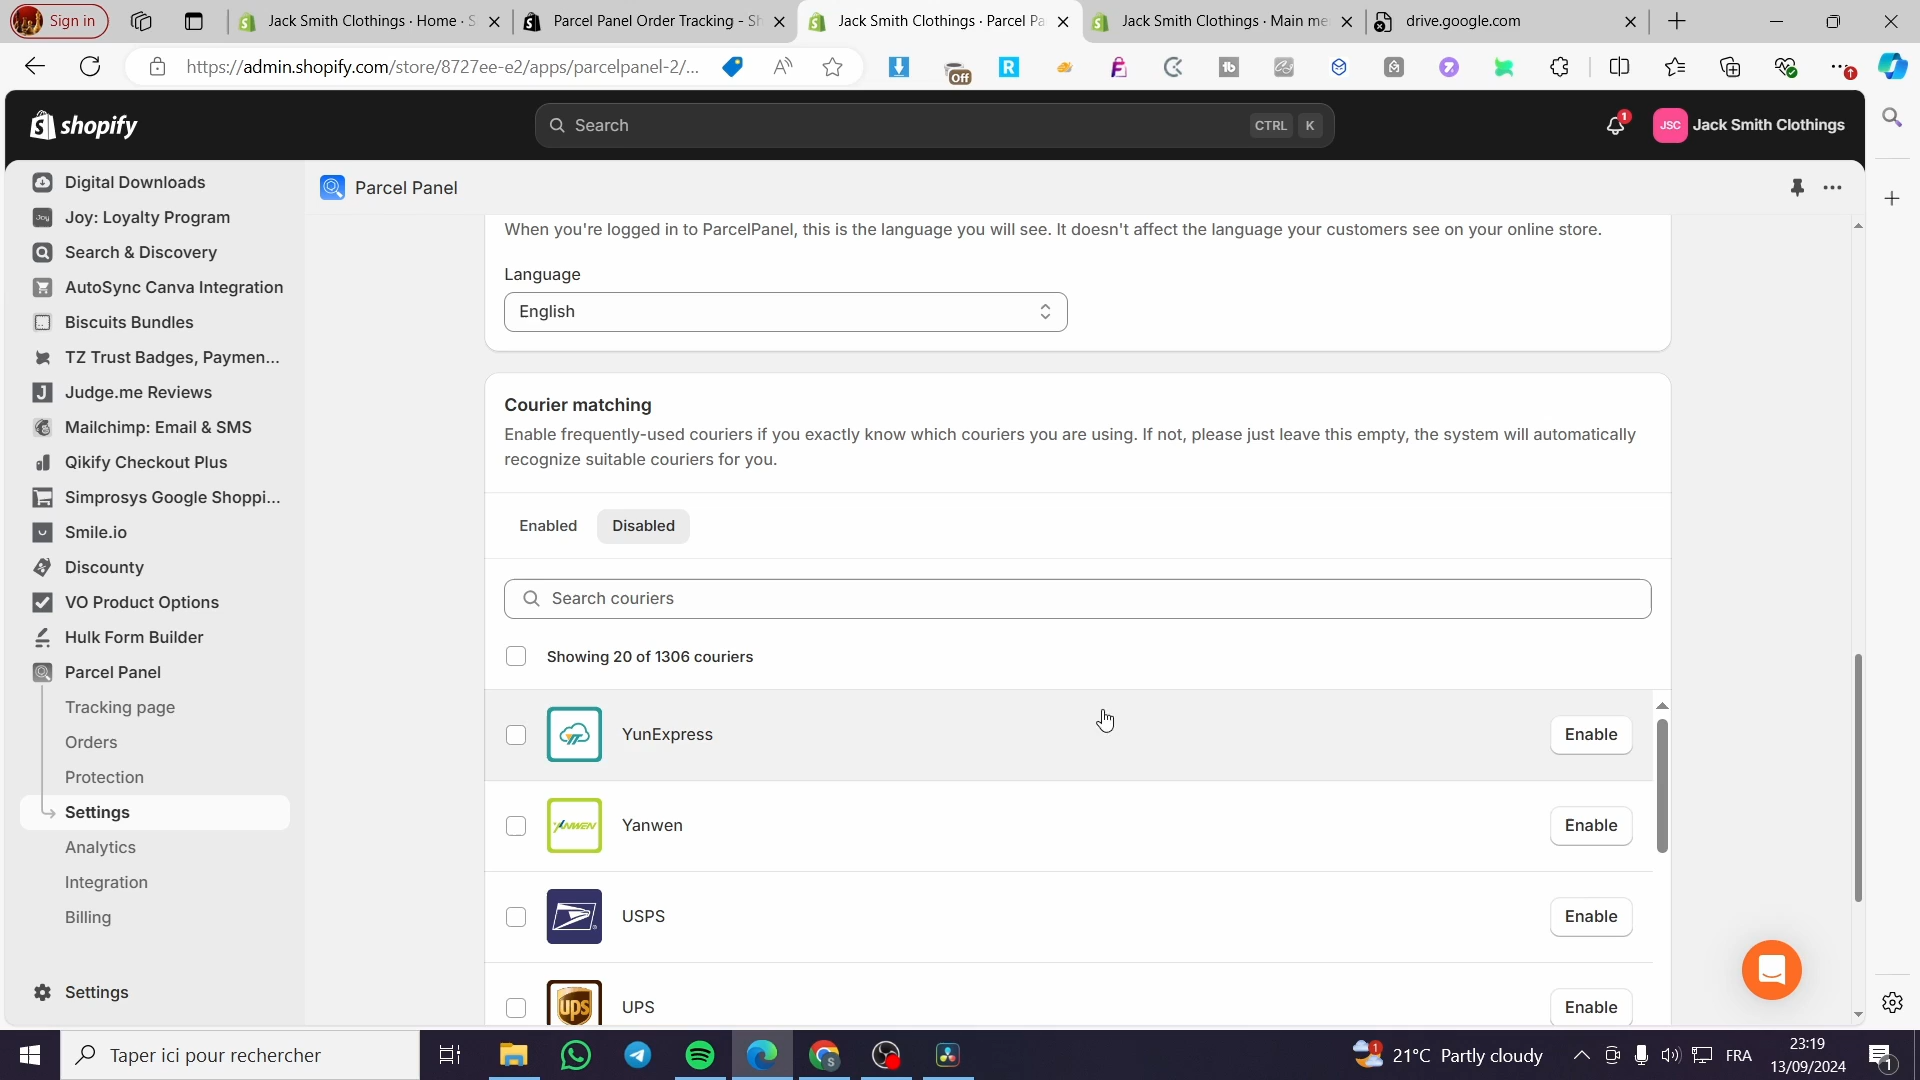 Sign in
Jack Smith Clothings · Home · S
Parcel Panel Order Tracking - Sh
Jack Smith Clothings · Parcel Pa
Jack Smith Clothings · Main me
drive.google.com
https://admin.shopify.com/store/8727ee-e2/apps/parcelpanel-2/...
Off
shopify
Search
CTRL K
1
JSC
Jack Smith Clothings
Digital Downloads
Joy: Loyalty Program
Search & Discovery
AutoSync Canva Integration
Biscuits Bundles
TZ Trust Badges, Paymen...
Judge.me Reviews
Mailchimp: Email & SMS
Qikify Checkout Plus
Simprosys Google Shoppi...
Smile.io
Discounty
VO Product Options
Hulk Form Builder
Parcel Panel
Tracking page
Orders
Protection
Settings
Analytics
Integration
Billing
Settings
Parcel Panel
When you're logged in to ParcelPanel, this is the language you will see. It doesn't affect the language your customers see on your online store.
Language
English
Courier matching
Enable frequently-used couriers if you exactly know which couriers you are using. If not, please just leave this empty, the system will automatically
recognize suitable couriers for you.
Enabled Disabled
Search couriers
Showing 20 of 1306 couriers
YunExpress Enable
YANWEN
Yanwen Enable
USPS Enable
ups
UPS Enable
Taper ici pour rechercher
1
21°C Partly cloudy
FRA
23:19
13/09/2024
1